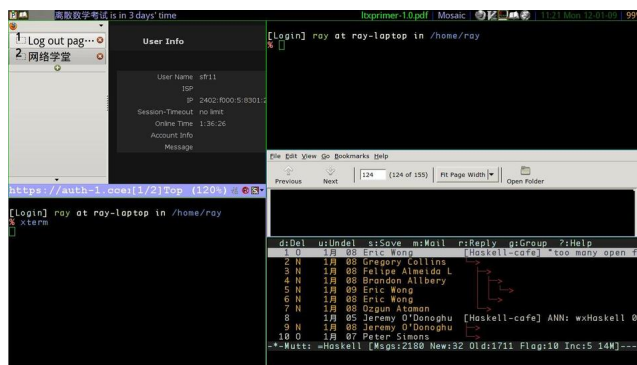 离散数学考试 is in 3 days' time
ltxprimer-1.0.pdf Mosaic
11:21 Mon 12-01-09 99
1 Log out pag…
2 网络学堂
User Info
User Name sfr11
ISP
IP 2402:f000:5:8301:2
Session-Timeout no limit
Online Time 1:36:26
Account Info
Message
https://auth-1.coe:[1/2]Top (120%)
[Login] ray at ray-laptop in /home/ray
% xterm
[Login] ray at ray-laptop in /home/ray
%
File Edit View Go Bookmarks Help
Previous Next 124 (124 of 155) Fit Page Width Open Folder
d:Del u:Undel s:Save m:Mail r:Reply g:Group ?:Help
1 O 1月 08 Eric Wong [Haskell-cafe] "too many open f
2 N 1月 08 Gregory Collins
3 N 1月 08 Felipe Almeida L
4 N 1月 08 Brandon Allbery
5 N 1月 09 Eric Wong
6 N 1月 08 Eric Wong
7 N 1月 08 Ozgun Ataman
8 1月 05 Jeremy O'Donoghu [Haskell-cafe] ANN: wxHaskell 0
9 N 1月 08 Jeremy O'Donoghu
10 O 1月 07 Peter Simons
-*-Mutt: =Haskell [Msgs:2180 New:32 Old:1711 Flag:10 Inc:5 14M]---